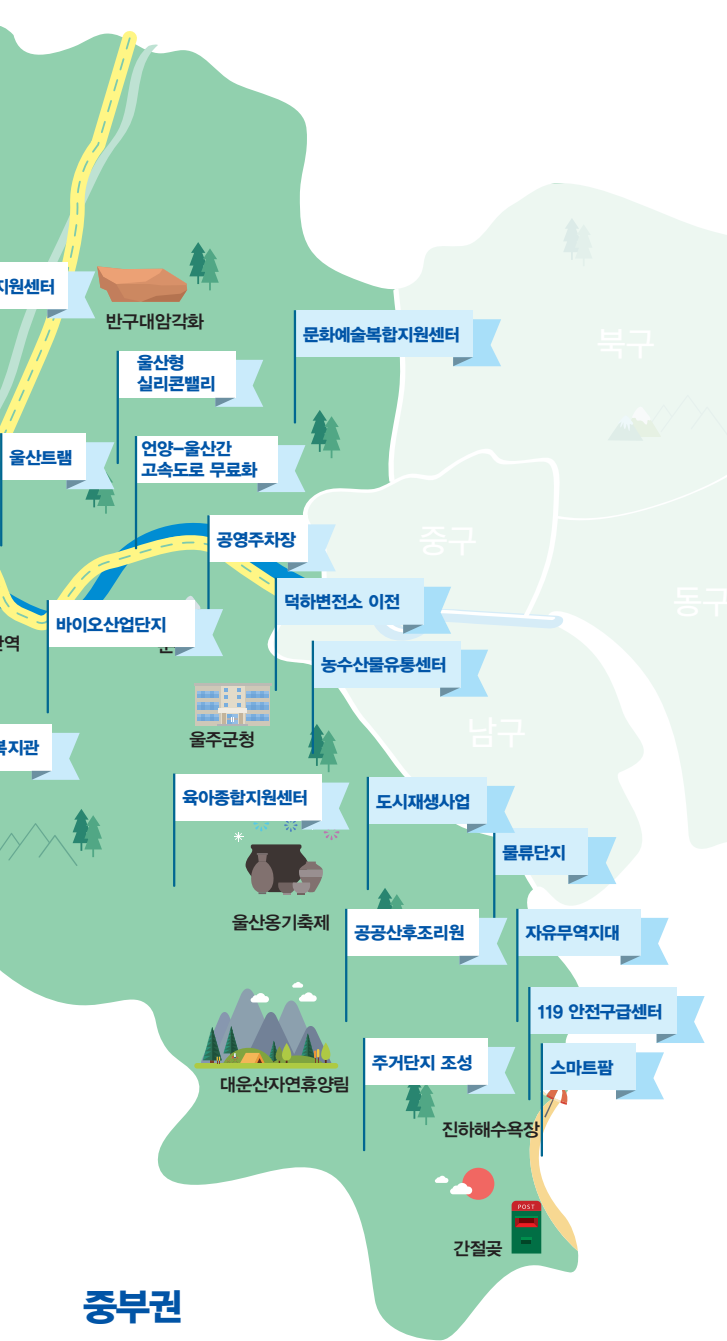 지원센터
반구대암각화
문화예술복합지원센터
북구
울산형
실리콘밸리
울산트램
언양-울산간
고속도로 무료화
공영주차장
중구
덕하변전소 이전
동구
바이오산업단지
역
농수산물유통센터
울주군청
남구
복지관
육아종합지원센터
도시재생사업
물류단지
울산옹기축제
공공산후조리원
자유무역지대
119 안전구급센터
주거단지 조성
스마트팜
대운산자연휴양림
진하해수욕장
POST
간절곶
중부권